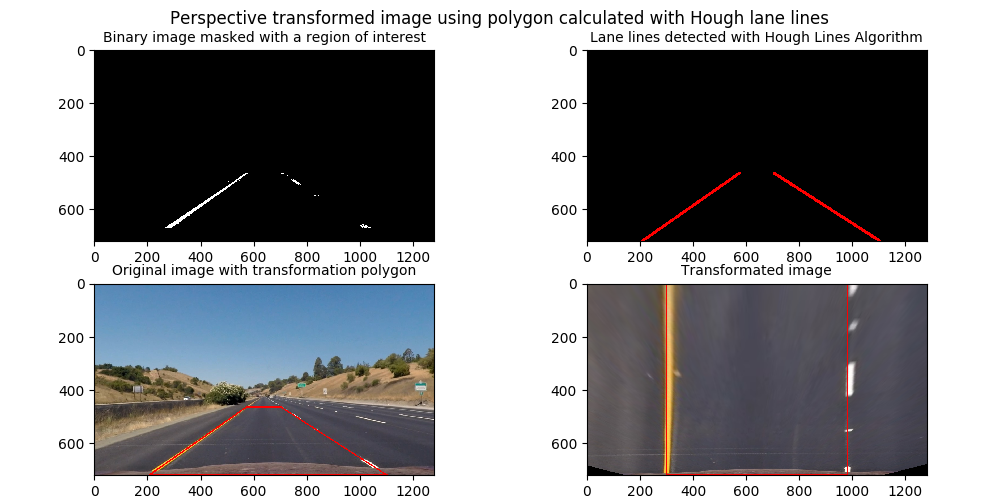 Perspective transformed image using polygon calculated with Hough lane lines
Binary image masked with a region of interest
0
200
400
600
0 200 400 600 800 1000 1200
Lane lines detected with Hough Lines Algorithm
0
200
400
600
0 200 400 600 800 1000 1200
Original image with transformation polygon
0
200
400
600
0 200 400 600 800 1000 1200
Transformated image
0
200
400
600
0 200 400 600 800 1000 1200